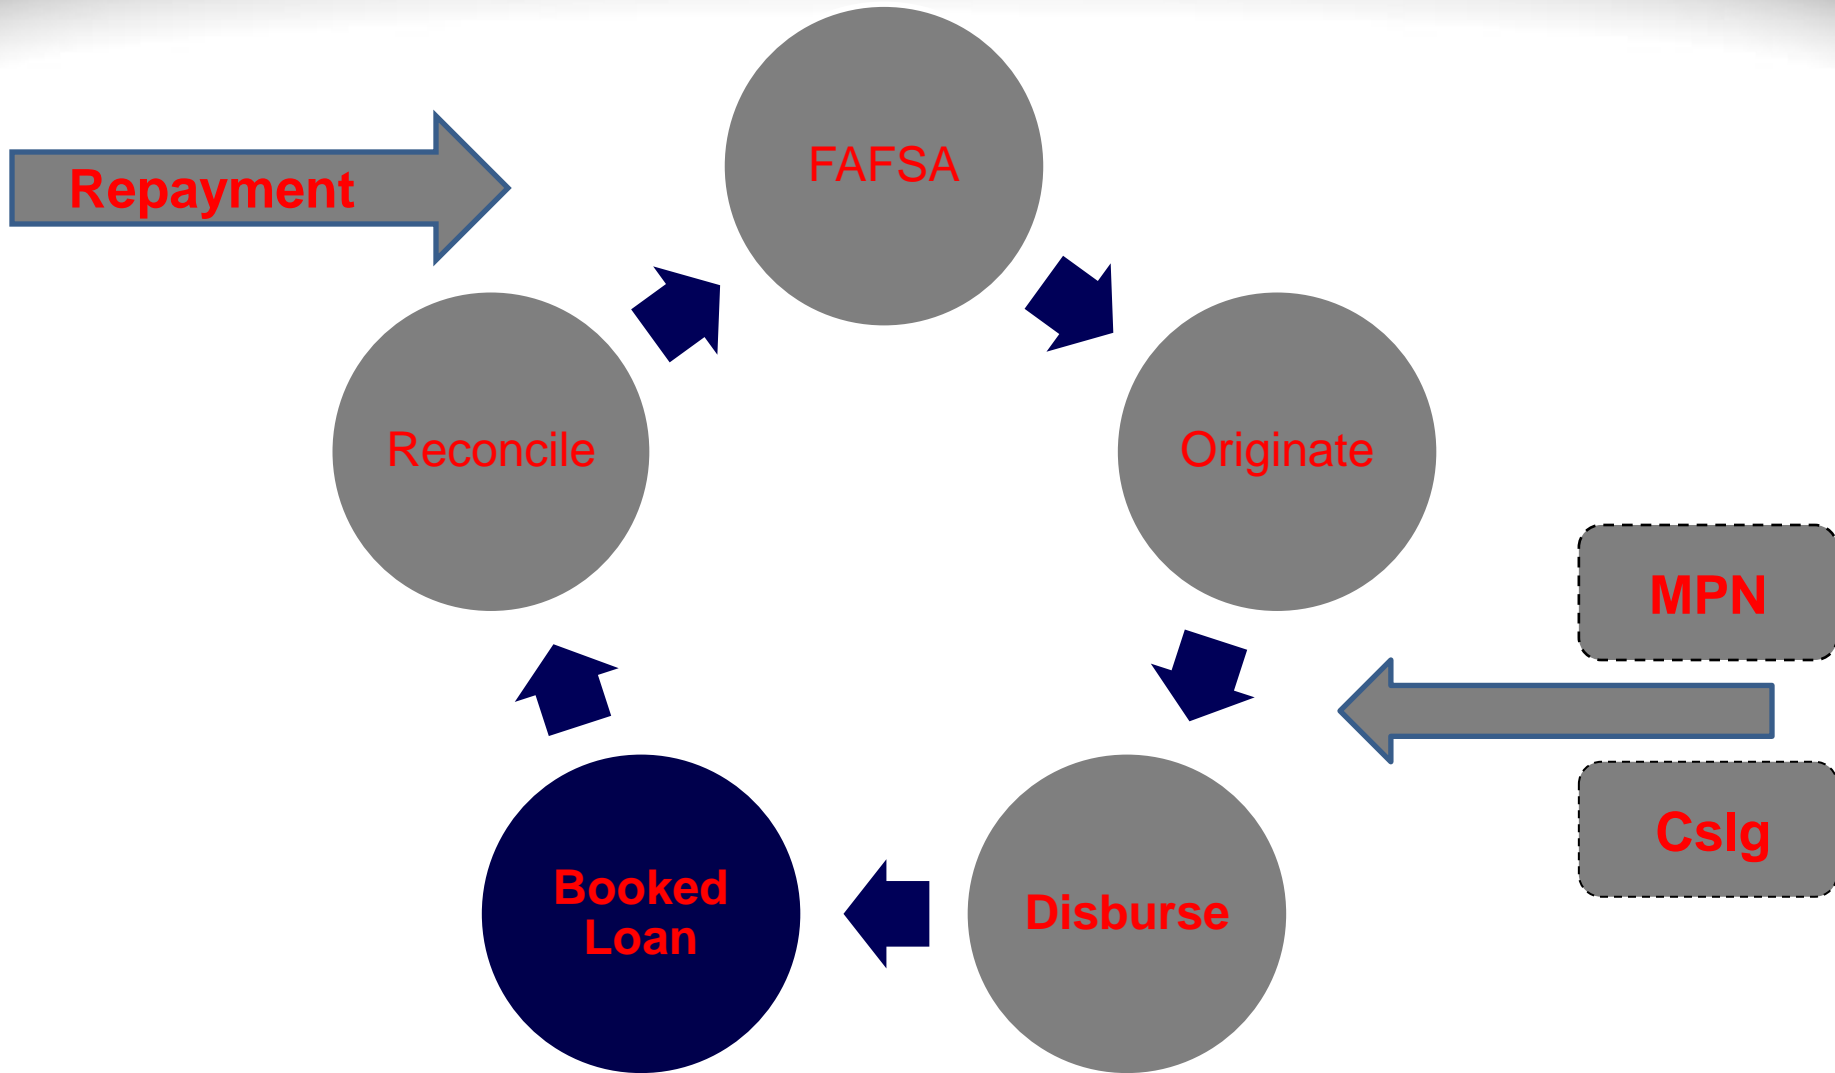 FAFSA
Repayment
Reconcile
Originate
MPN
Cslg
Booked
Loan
Disburse